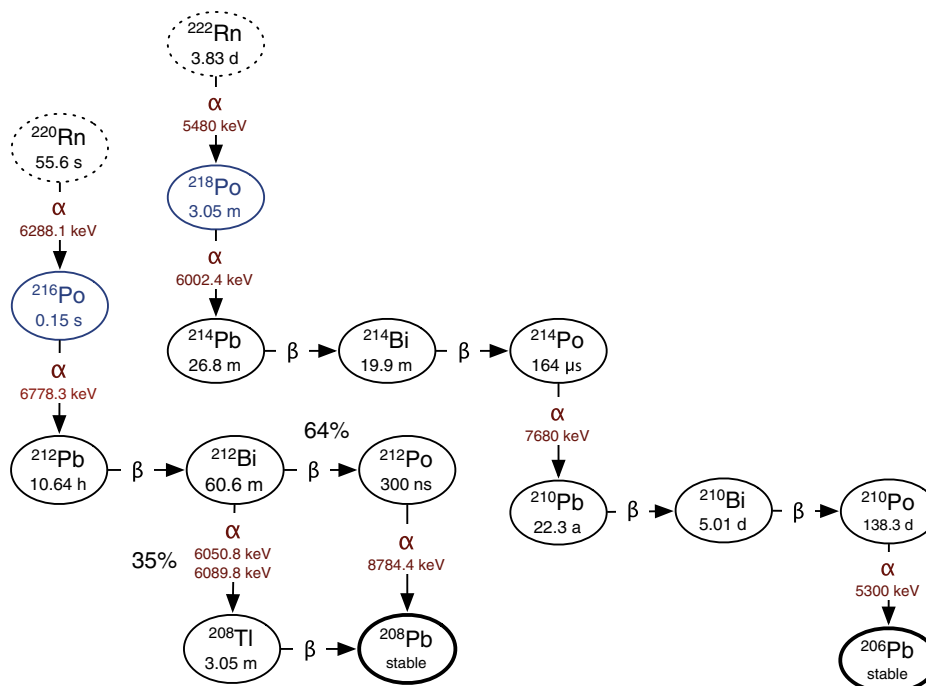 ²²²Rn
3.83 d
α
5480 keV
²²⁰Rn
55.6 s
α
6288.1 keV
²¹⁸Po
3.05 m
α
6002.4 keV
²¹⁶Po
0.15 s
α
6778.3 keV
²¹⁴Pb
26.8 m
β
²¹⁴Bi
19.9 m
β
²¹⁴Po
164 µs
α
7680 keV
²¹²Pb
10.64 h
β
²¹²Bi
60.6 m
64%
β
²¹²Po
300 ns
35%
α
6050.8 keV
6089.8 keV
α
8784.4 keV
²¹⁰Pb
22.3 a
β
²¹⁰Bi
5.01 d
β
²¹⁰Po
138.3 d
α
5300 keV
²⁰⁸Tl
3.05 m
β
²⁰⁸Pb
stable
²⁰⁶Pb
stable